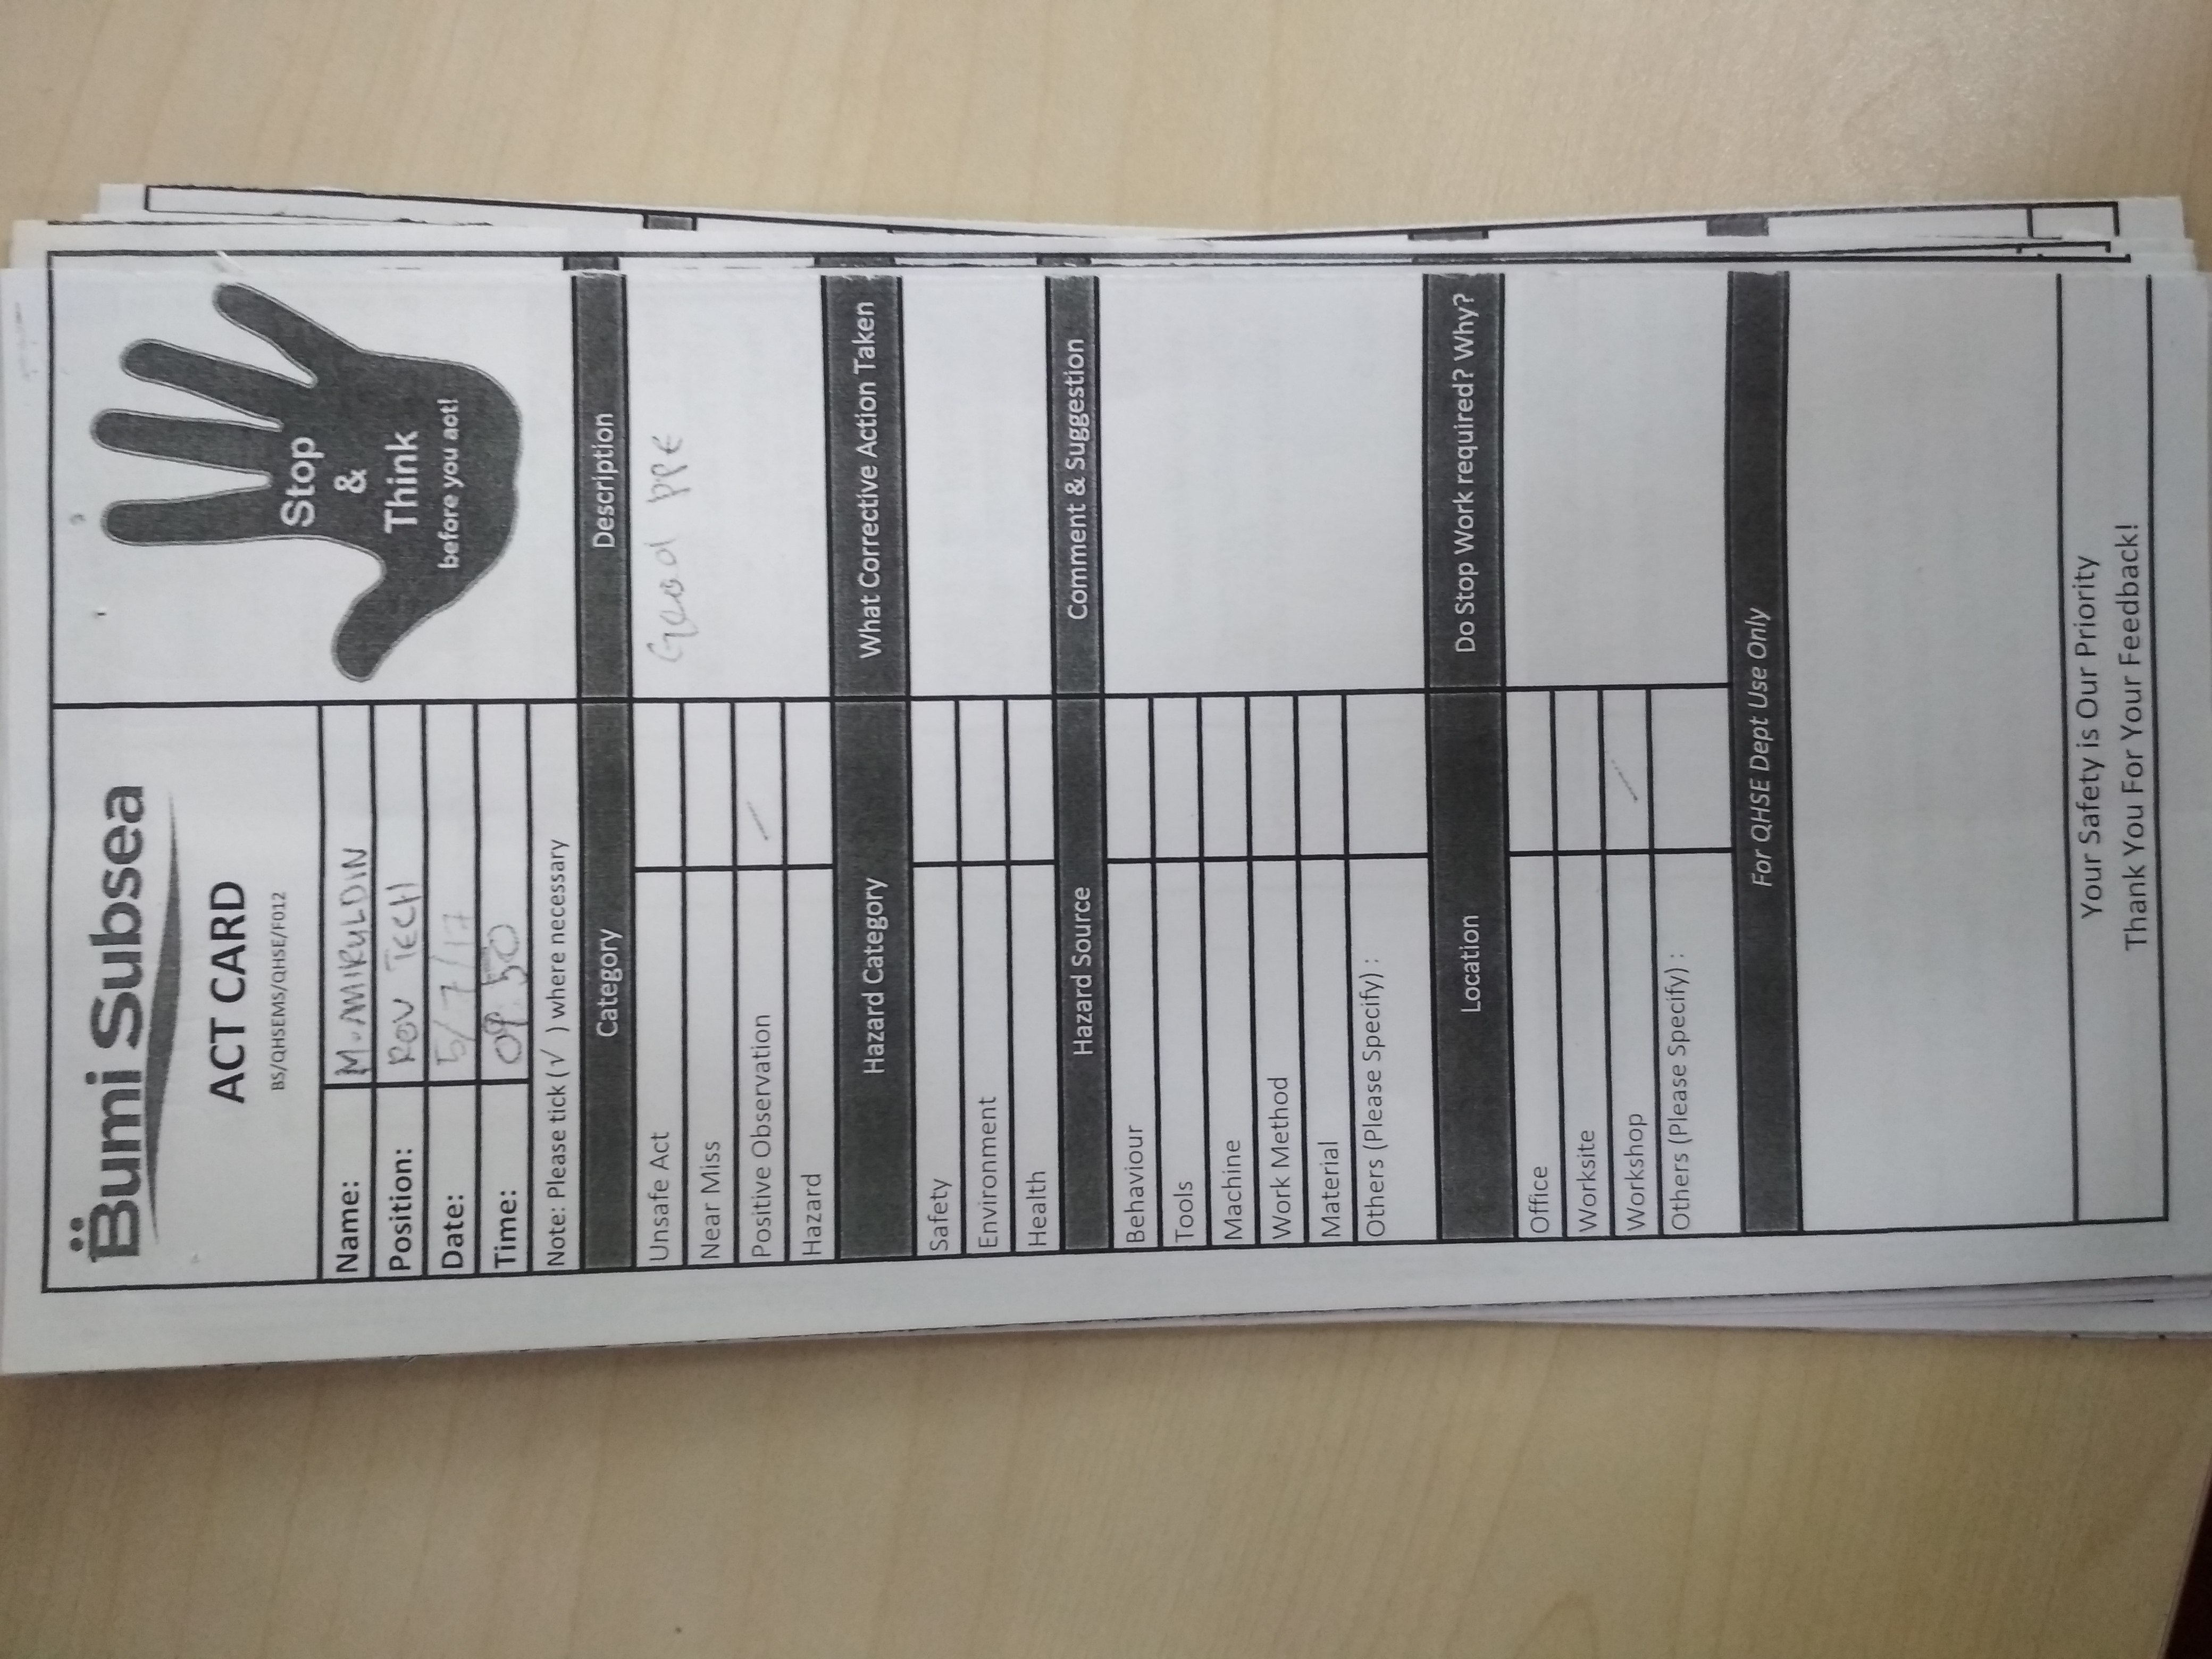 Bumi Subsea
ACT CARD
BS/QHSEMS/QHSE/F012
Stop
&
Think
before you act!
Name: M. AMIRULDIN
Position: ROV TECH
Date: 5/7/17
Time: 09 50
Note: Please tick ( √ ) where necessary
Category
Description
Unsafe Act
Good PPE
Near Miss
Positive Observation /
Hazard
Hazard Category
What Corrective Action Taken
Safety
Environment
Health
Hazard Source
Comment & Suggestion
Behaviour
Tools
Machine
Work Method
Material
Others (Please Specify) :
Location
Do Stop Work required? Why?
Office
Worksite
Workshop /
Others (Please Specify) :
For QHSE Dept Use Only
Your Safety is Our Priority
Thank You For Your Feedback!